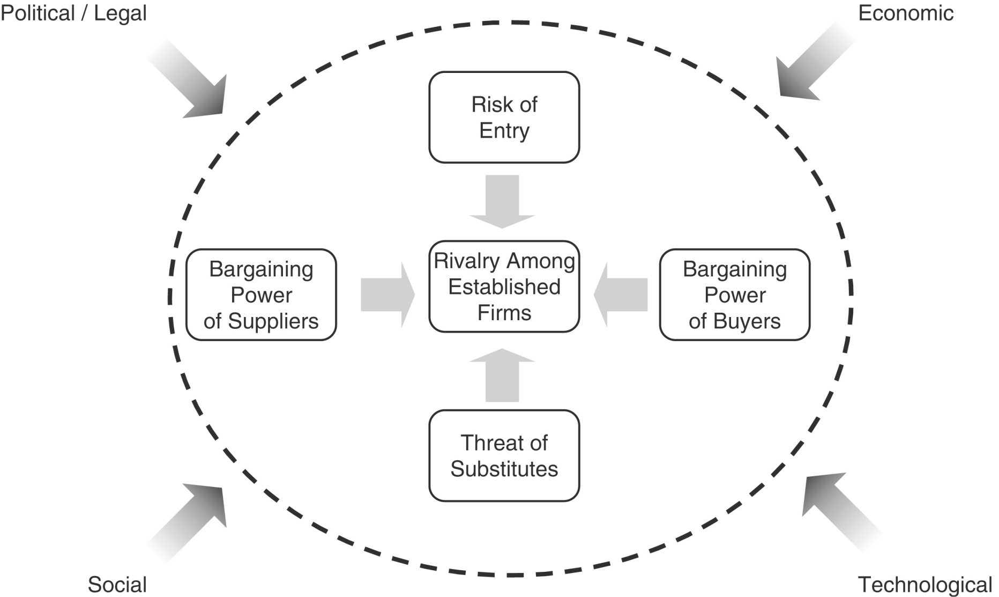 Political / Legal
Economic
Risk of
Entry
Bargaining
Power
of Suppliers
Rivalry Among
Established
Firms
Bargaining
Power
of Buyers
Threat of
Substitutes
Social
Technological